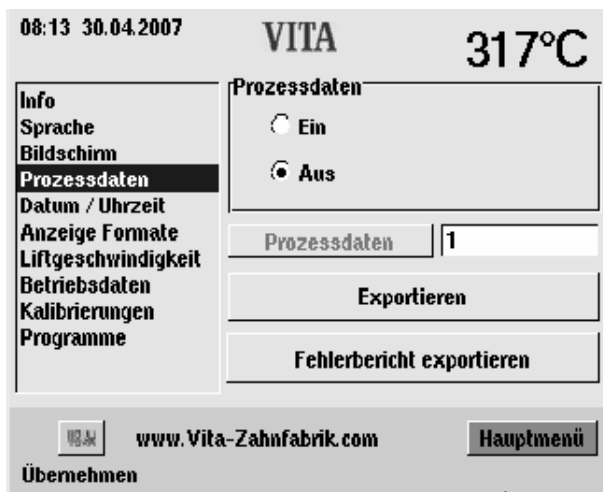 08:13 30.04.2007
VITA
317°C
Info
Sprache
Bildschirm
Prozessdaten
Datum / Uhrzeit
Anzeige Formate
Liftgeschwindigkeit
Betriebsdaten
Kalibrierungen
Programme
Prozessdaten
Ein
Aus
Prozessdaten 1
Exportieren
Fehlerbericht exportieren
www.Vita-Zahnfabrik.com
Hauptmenü
Übernehmen